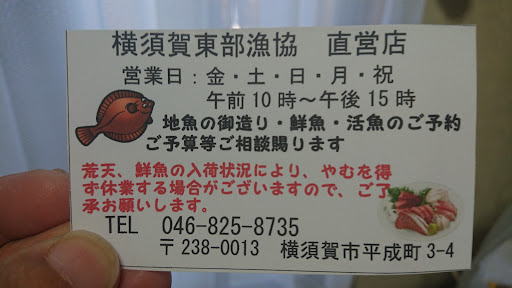 横須賀東部漁協　直営店
営業日：金・土・日・月・祝
午前10時～午後15時
地魚の御造り・鮮魚・活魚のご予約
ご予算等ご相談賜ります
荒天、鮮魚の入荷状況により、やむを得
ず休業する場合がございますので、ご了
承お願いします。
TEL 046-825-8735
〒238-0013 横須賀市平成町3-4